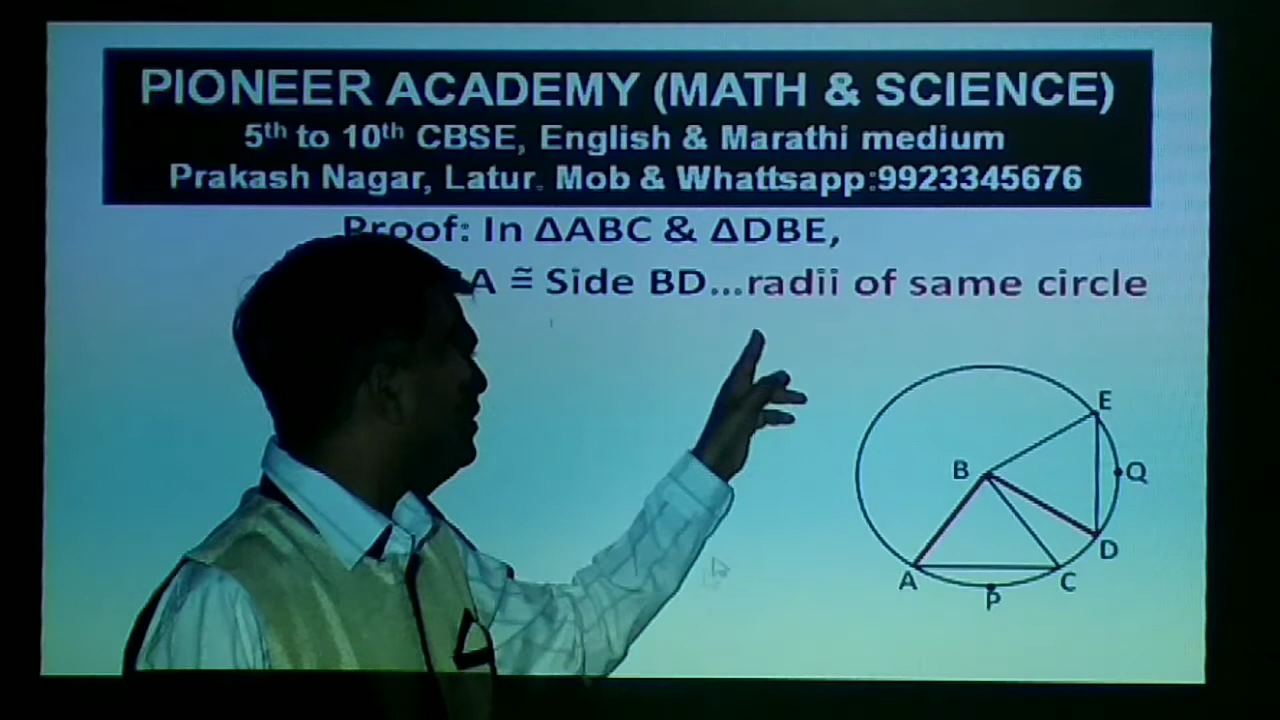 PIONEER ACADEMY (MATH & SCIENCE)
5th to 10th CBSE, English & Marathi medium
Prakash Nagar, Latur. Mob & Whattsapp:9923345676
Proof: In ΔABC & ΔDBE,
A ≅ Side BD...radii of same circle
E
B
Q
D
A
C
P